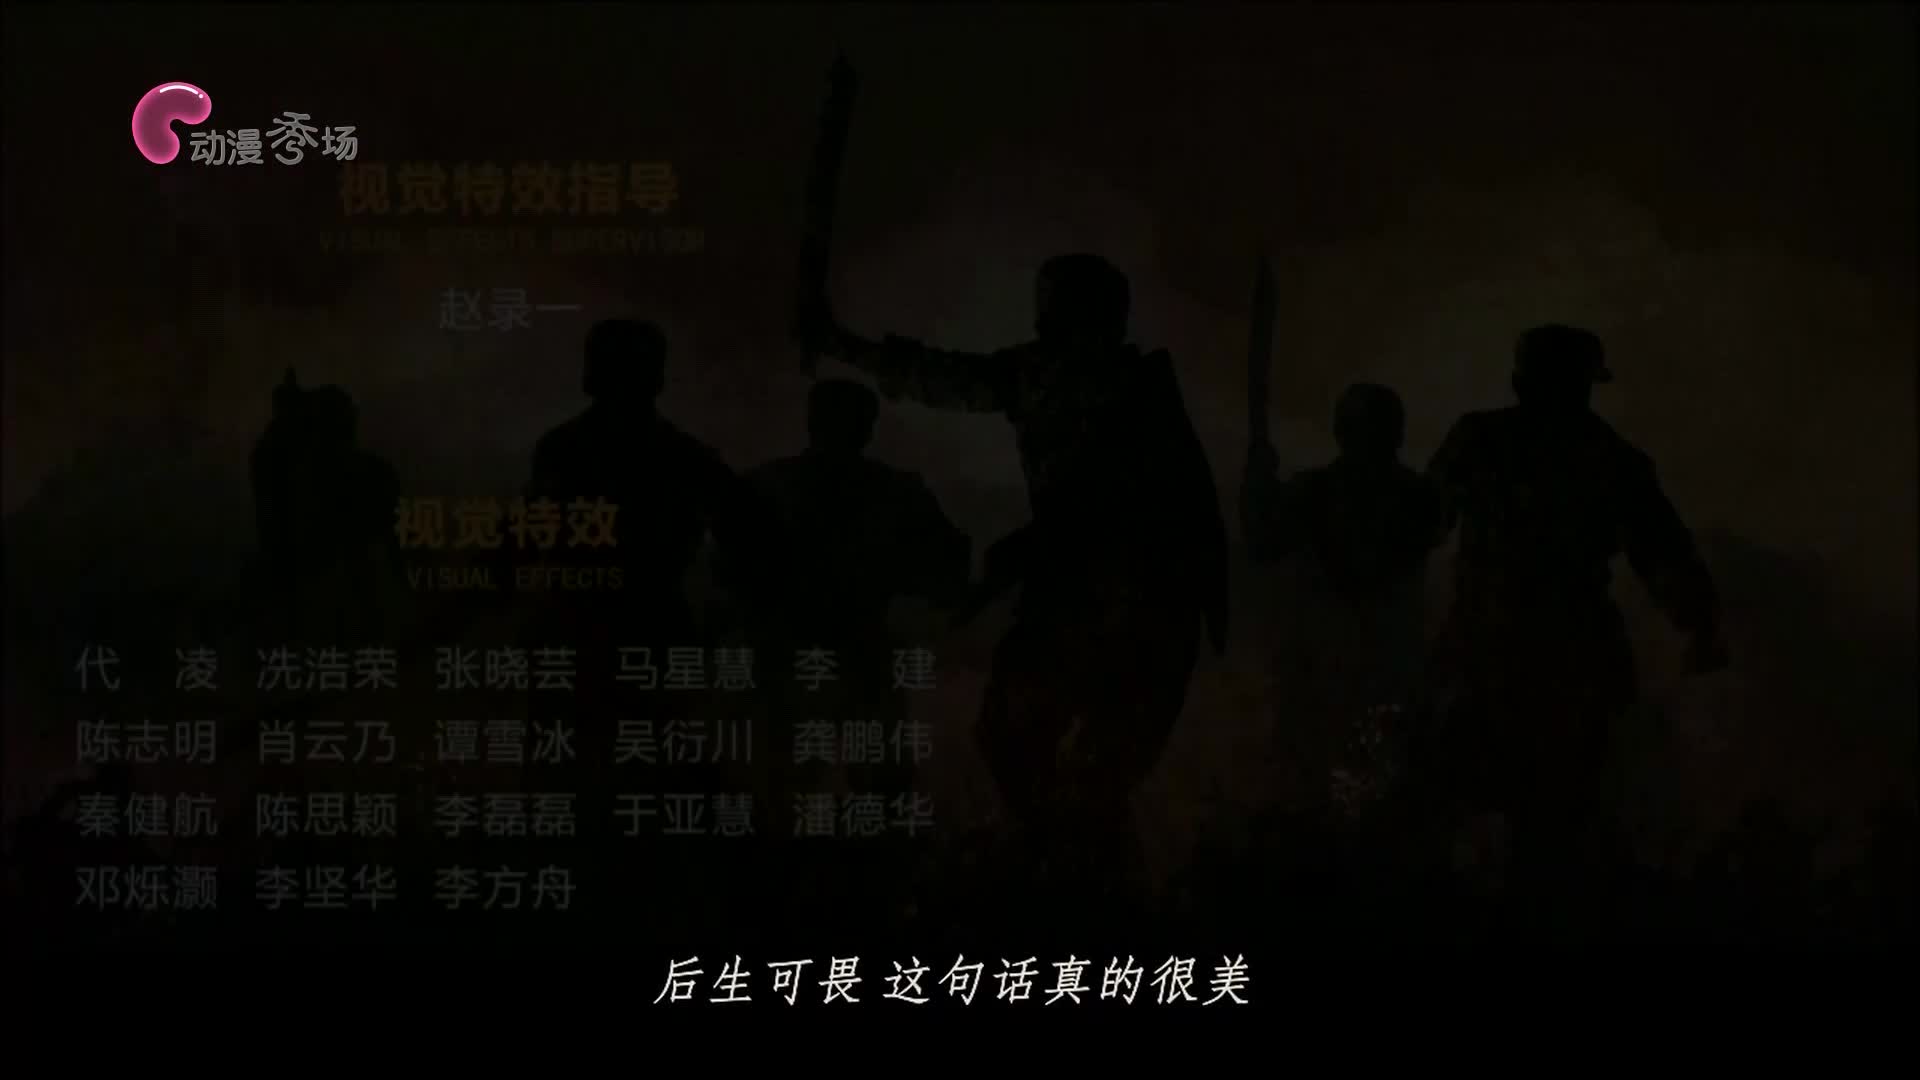 动漫秀场
视觉特效指导
VISUAL EFFECTS SUPERVISOR
赵录一
视觉特效
VISUAL EFFECTS
代 凌 冼浩荣 张晓芸 马星慧 李 建
陈志明 肖云乃 谭雪冰 吴衍川 龚鹏伟
秦健航 陈思颖 李磊磊 于亚慧 潘德华
邓烁灏 李坚华 李方舟
后生可畏 这句话真的很美